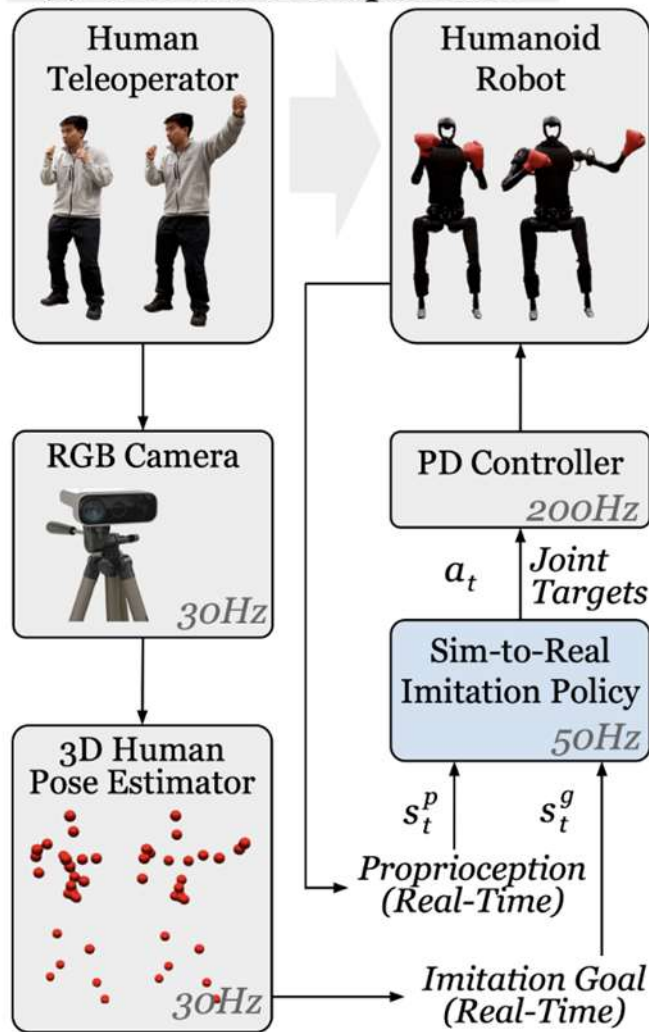 Human
Teleoperator
Humanoid
Robot
RGB Camera
30Hz
PD Controller
200Hz
a_t
Joint
Targets
Sim-to-Real
Imitation Policy
50Hz
3D Human
Pose Estimator
30Hz
s_t^p
s_t^g
Proprioception
(Real-Time)
Imitation Goal
(Real-Time)